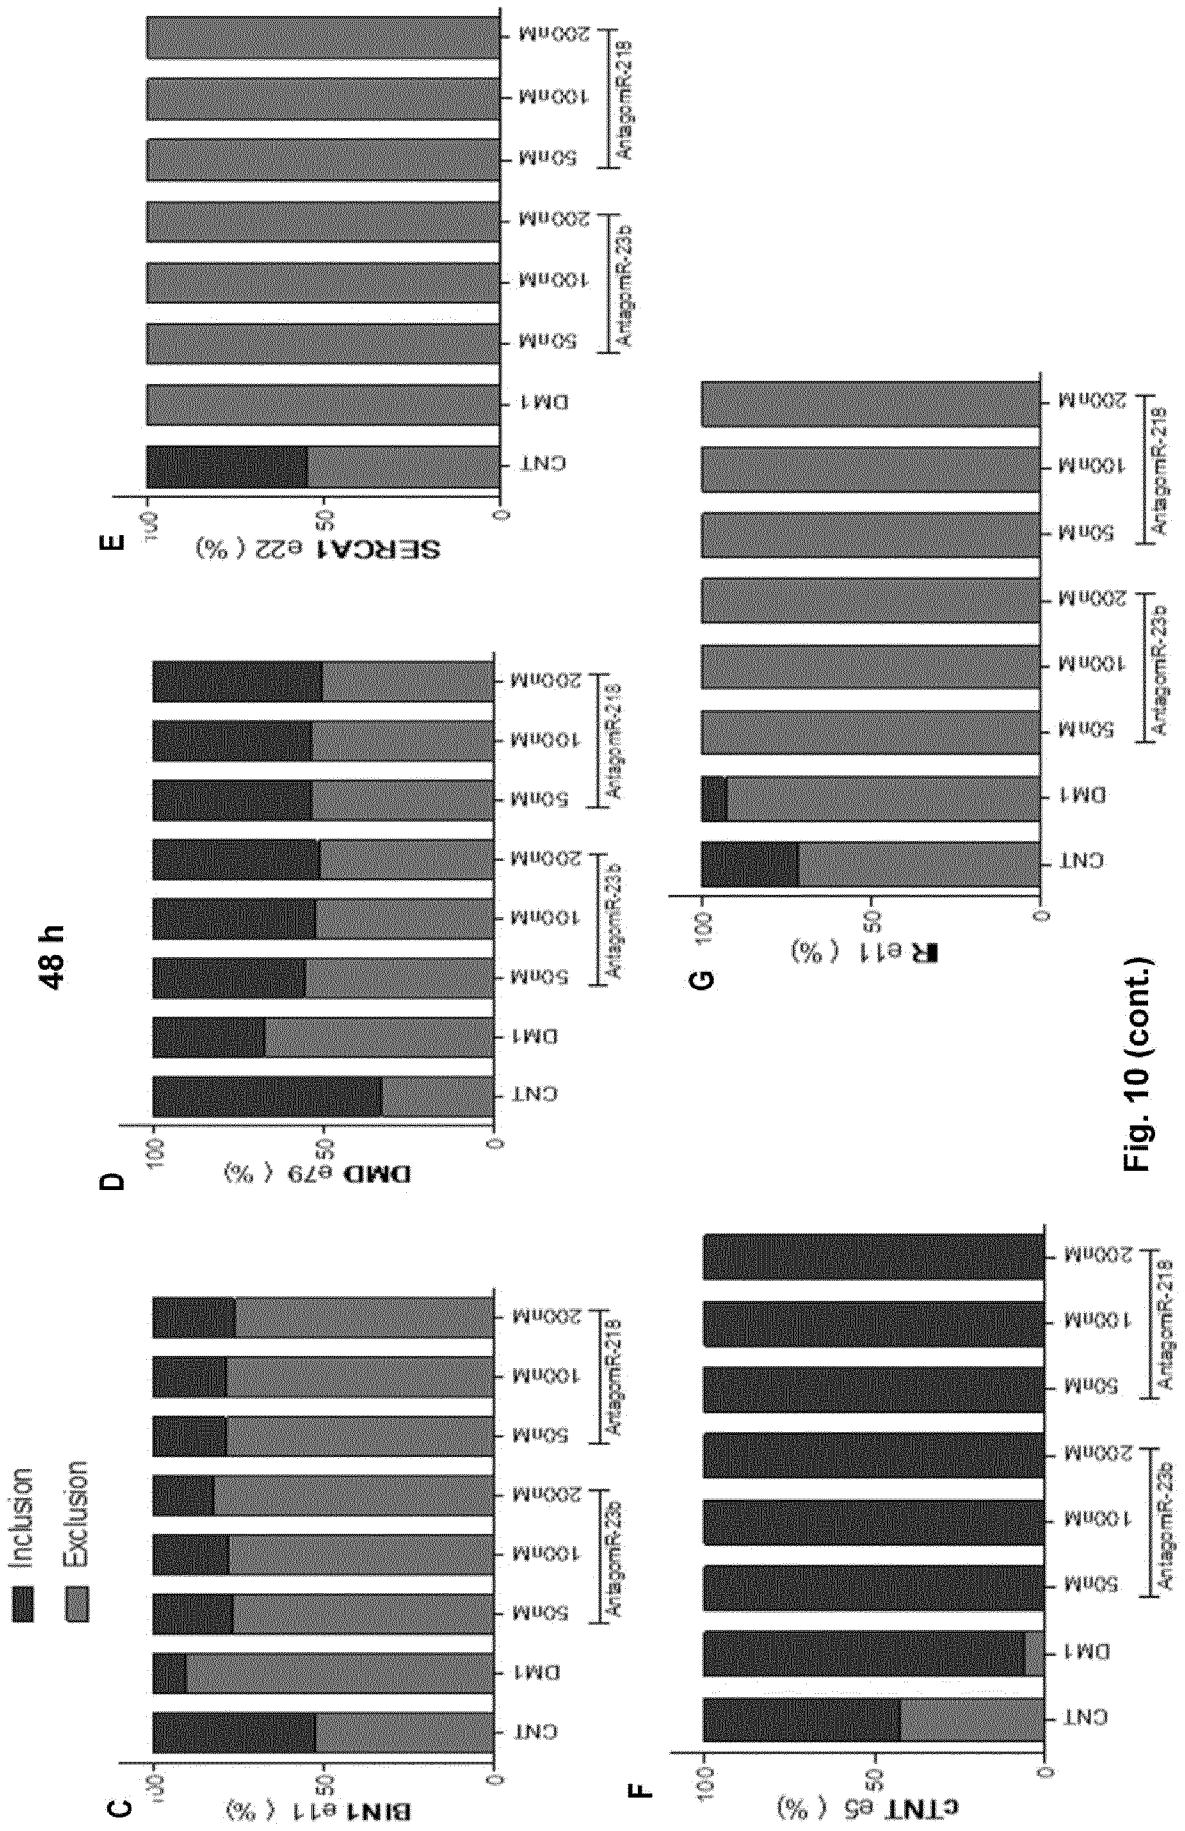 48 h
Inclusion
Exclusion
C
BIN1 e11 (%)
100
50
0
CNT
DM1
50nM
100nM
200nM
50nM
100nM
200nM
AntagomiR-23b
AntagomiR-218
D
DMD e79 (%)
100
50
0
CNT
DM1
50nM
100nM
200nM
50nM
100nM
200nM
AntagomiR-23b
AntagomiR-218
E
SERCA1 e22 (%)
100
50
0
CNT
DM1
50nM
100nM
200nM
50nM
100nM
200nM
AntagomiR-23b
AntagomiR-218
F
cTNT e5 (%)
100
50
0
CNT
DM1
50nM
100nM
200nM
50nM
100nM
200nM
AntagomiR-23b
AntagomiR-218
G
IR e11 (%)
100
50
0
CNT
DM1
50nM
100nM
200nM
50nM
100nM
200nM
AntagomiR-23b
AntagomiR-218
Fig. 10 (cont.)